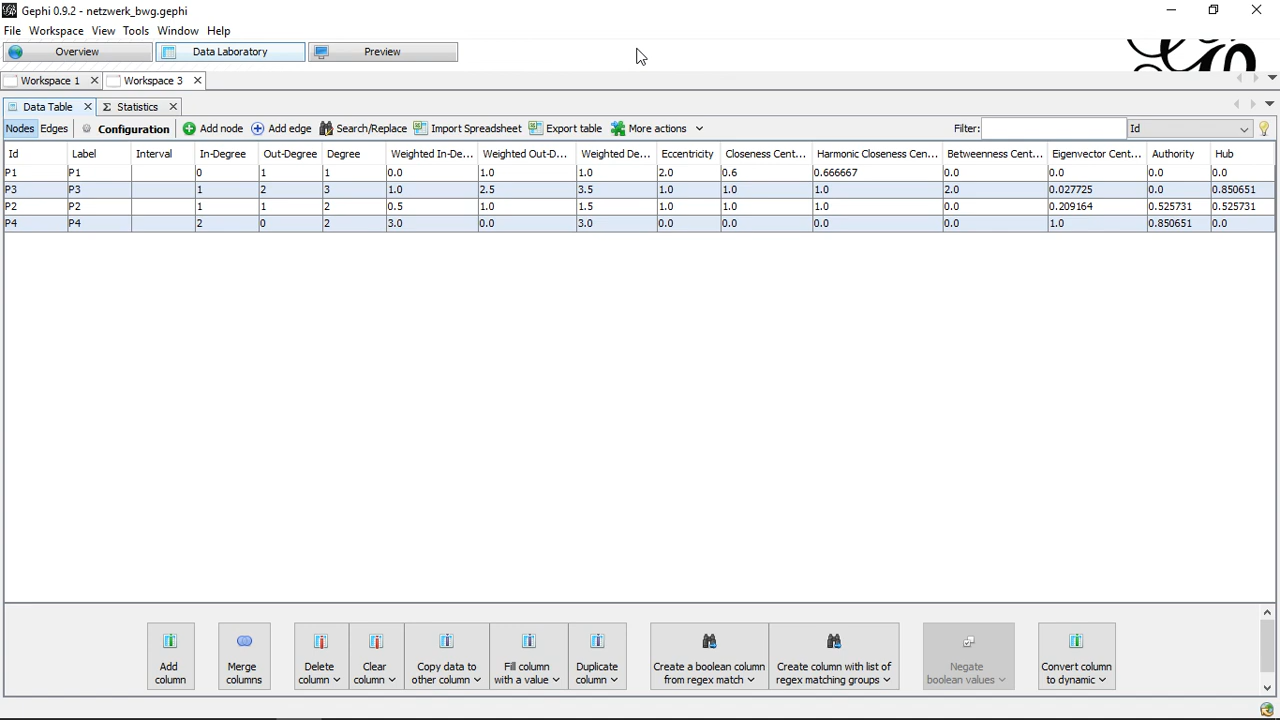 Gephi 0.9.2 - netzwerk_bwg.gephi
File Workspace View Tools Window Help
Overview Data Laboratory Preview
Workspace 1 Workspace 3
Data Table Statistics
Nodes Edges Configuration Add node Add edge Search/Replace Import Spreadsheet Export table More actions Filter: Id
Id Label Interval In-Degree Out-Degree Degree Weighted In-De... Weighted Out-D... Weighted De... Eccentricity Closeness Cent... Harmonic Closeness Cen... Betweenness Cent... Eigenvector Cent... Authority Hub
P1 P1 0 1 1 0.0 1.0 1.0 2.0 0.6 0.666667 0.0 0.0 0.0 0.0
P3 P3 1 2 3 1.0 2.5 3.5 1.0 1.0 1.0 2.0 0.027725 0.0 0.850651
P2 P2 1 1 2 0.5 1.0 1.5 1.0 1.0 1.0 0.0 0.209164 0.525731 0.525731
P4 P4 2 0 2 3.0 0.0 3.0 0.0 0.0 0.0 0.0 1.0 0.850651 0.0
Add column
Merge columns
Delete column
Clear column
Copy data to other column
Fill column with a value
Duplicate column
Create a boolean column from regex match
Create column with list of regex matching groups
Negate boolean values
Convert column to dynamic